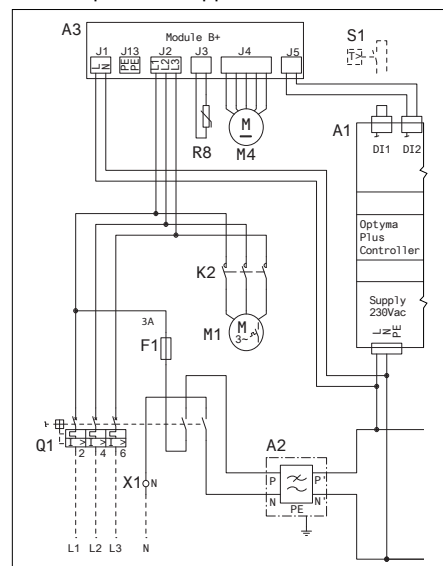 A3
Module B+
J1
J13
J2
J3
J4
J5
L
N
PE
PE
L1
L2
L3
R8
M
M4
S1
T>
A1
DI1
DI2
Optyma
Plus
Controller
Supply
230Vac
L
N
PE
K2
M1
M
3~
3A
F1
Q1
I >
I >
I >
2
4
6
X1
N
A2
P
P'
N
N'
PE
L1
L2
L3
N